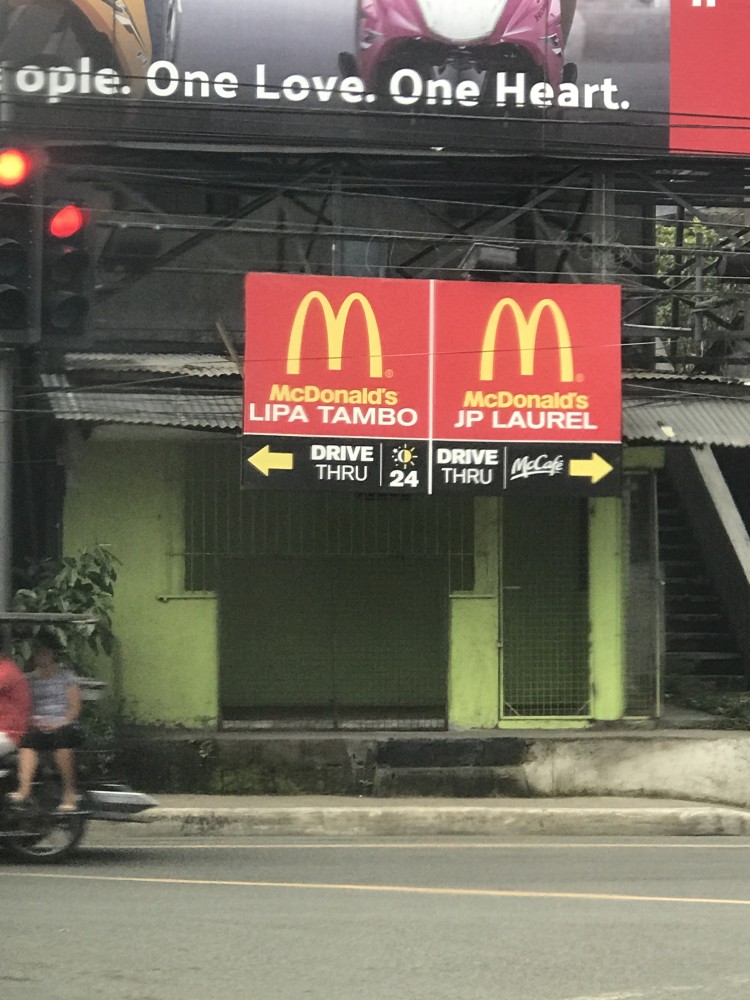 ople. One Love. One Heart.
McDonald's
LIPA TAMBO
DRIVE
THRU
24
McDonald's
JP LAUREL
DRIVE
THRU
McCafé